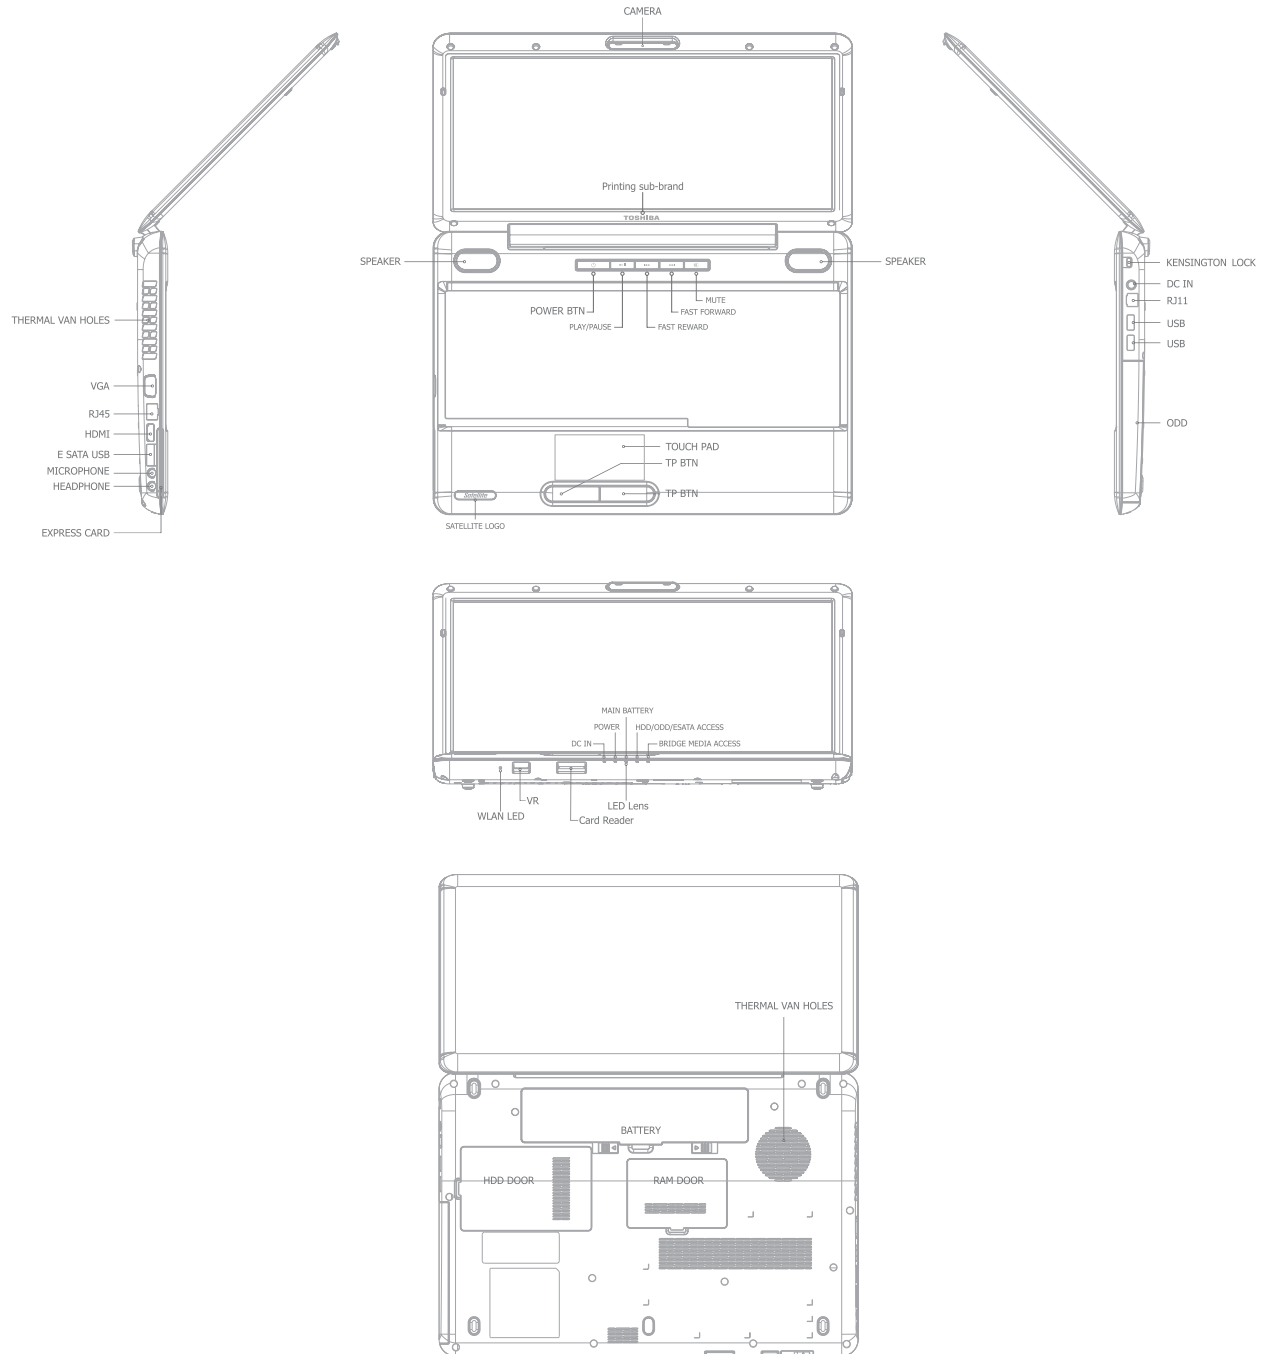 CAMERA
Printing sub-brand
TOSHIBA
SPEAKER
SPEAKER
POWER BTN
PLAY/PAUSE
MUTE
FAST FORWARD
FAST REWARD
THERMAL VAN HOLES
VGA
RJ45
HDMI
E SATA USB
MICROPHONE
HEADPHONE
EXPRESS CARD
TOUCH PAD
TP BTN
TP BTN
Satellite
SATELLITE LOGO
KENSINGTON LOCK
DC IN
RJ11
USB
USB
ODD
MAIN BATTERY
POWER
HDD/ODD/ESATA ACCESS
DC IN
BRIDGE MEDIA ACCESS
VR
LED Lens
WLAN LED
Card Reader
THERMAL VAN HOLES
BATTERY
HDD DOOR
RAM DOOR